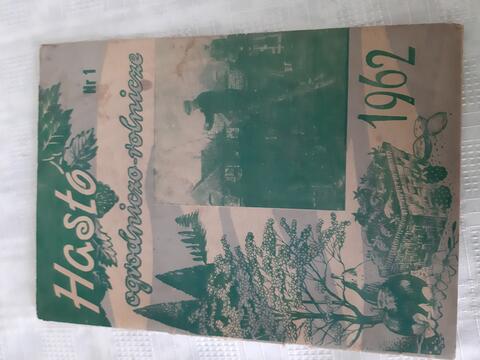 Hasło
ogrodniczo-rolnicze
Nr 1
1962